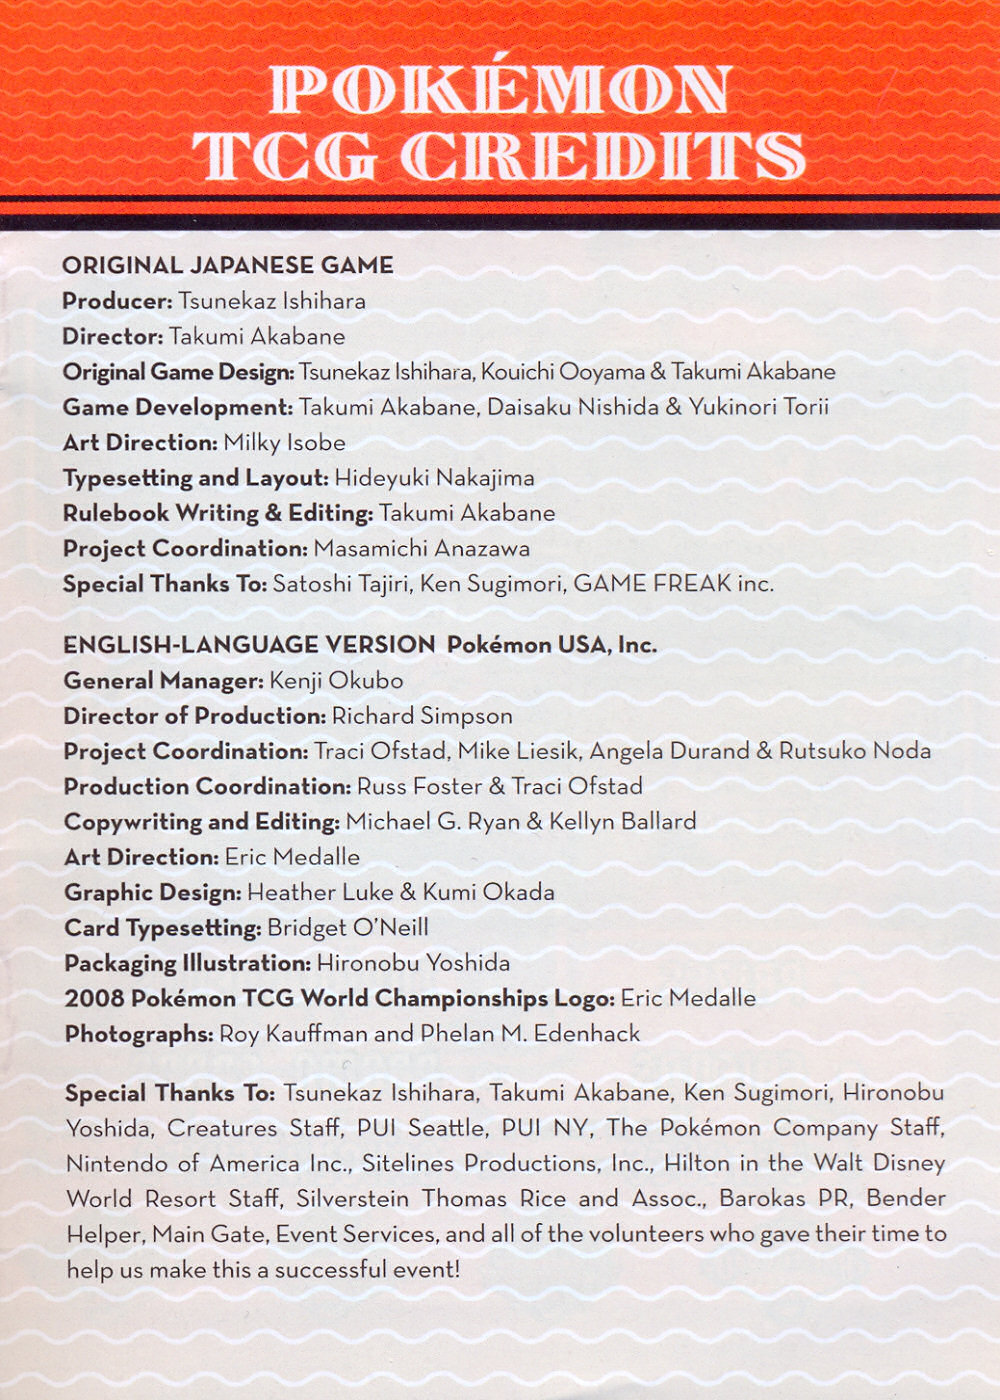 POKÉMON
TCG CREDITS
ORIGINAL JAPANESE GAME
Producer: Tsunekaz Ishihara
Director: Takumi Akabane
Original Game Design: Tsunekaz Ishihara, Kouichi Ooyama & Takumi Akabane
Game Development: Takumi Akabane, Daisaku Nishida & Yukinori Torii
Art Direction: Milky Isobe
Typesetting and Layout: Hideyuki Nakajima
Rulebook Writing & Editing: Takumi Akabane
Project Coordination: Masamichi Anazawa
Special Thanks To: Satoshi Tajiri, Ken Sugimori, GAME FREAK inc.
ENGLISH-LANGUAGE VERSION Pokémon USA, Inc.
General Manager: Kenji Okubo
Director of Production: Richard Simpson
Project Coordination: Traci Ofstad, Mike Liesik, Angela Durand & Rutsuko Noda
Production Coordination: Russ Foster & Traci Ofstad
Copywriting and Editing: Michael G. Ryan & Kellyn Ballard
Art Direction: Eric Medalle
Graphic Design: Heather Luke & Kumi Okada
Card Typesetting: Bridget O'Neill
Packaging Illustration: Hironobu Yoshida
2008 Pokémon TCG World Championships Logo: Eric Medalle
Photographs: Roy Kauffman and Phelan M. Edenhack
Special Thanks To: Tsunekaz Ishihara, Takumi Akabane, Ken Sugimori, Hironobu
Yoshida, Creatures Staff, PUI Seattle, PUI NY, The Pokémon Company Staff,
Nintendo of America Inc., Sitelines Productions, Inc., Hilton in the Walt Disney
World Resort Staff, Silverstein Thomas Rice and Assoc., Barokas PR, Bender
Helper, Main Gate, Event Services, and all of the volunteers who gave their time to
help us make this a successful event!